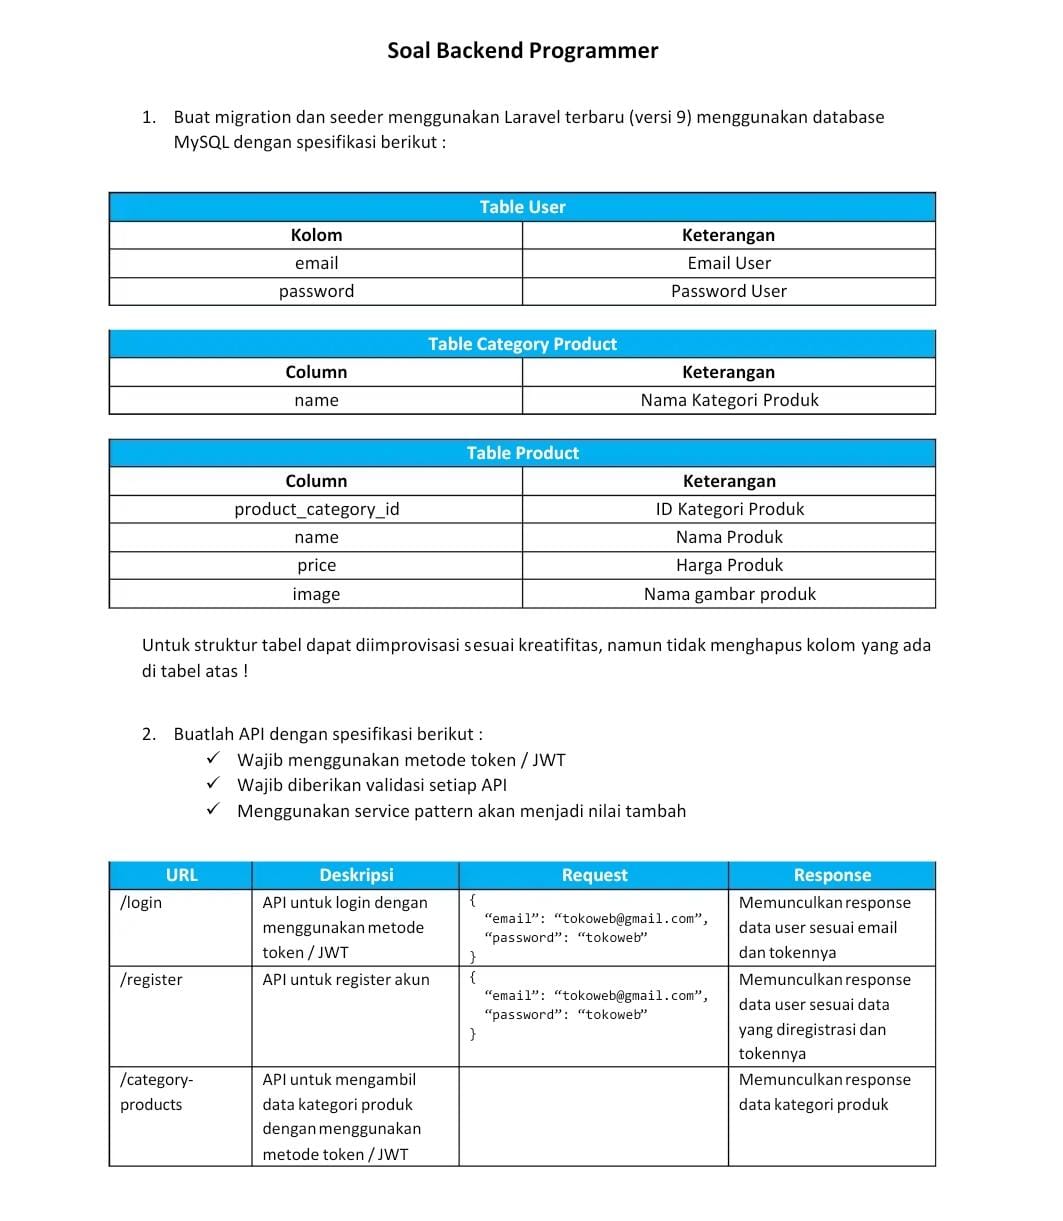 Soal Backend Programmer
1. Buat migration dan seeder menggunakan Laravel terbaru (versi 9) menggunakan database
MySQL dengan spesifikasi berikut :
Table User
Kolom Keterangan
email Email User
password Password User
Table Category Product
Column Keterangan
name Nama Kategori Produk
Table Product
Column Keterangan
product_category_id ID Kategori Produk
name Nama Produk
price Harga Produk
image Nama gambar produk
Untuk struktur tabel dapat diimprovisasi sesuai kreatifitas, namun tidak menghapus kolom yang ada
di tabel atas !
2. Buatlah API dengan spesifikasi berikut :
✓ Wajib menggunakan metode token / JWT
✓ Wajib diberikan validasi setiap API
✓ Menggunakan service pattern akan menjadi nilai tambah
URL Deskripsi Request Response
/login
API untuk login dengan
menggunakan metode
token / JWT
{
“email”: “tokoweb@gmail.com”,
“password”: “tokoweb”
}
Memunculkan response
data user sesuai email
dan tokennya
/register
API untuk register akun
{
“email”: “tokoweb@gmail.com”,
“password”: “tokoweb”
}
Memunculkan response
data user sesuai data
yang diregistrasi dan
tokennya
/category-
products
API untuk mengambil
data kategori produk
dengan menggunakan
metode token / JWT
Memunculkan response
data kategori produk